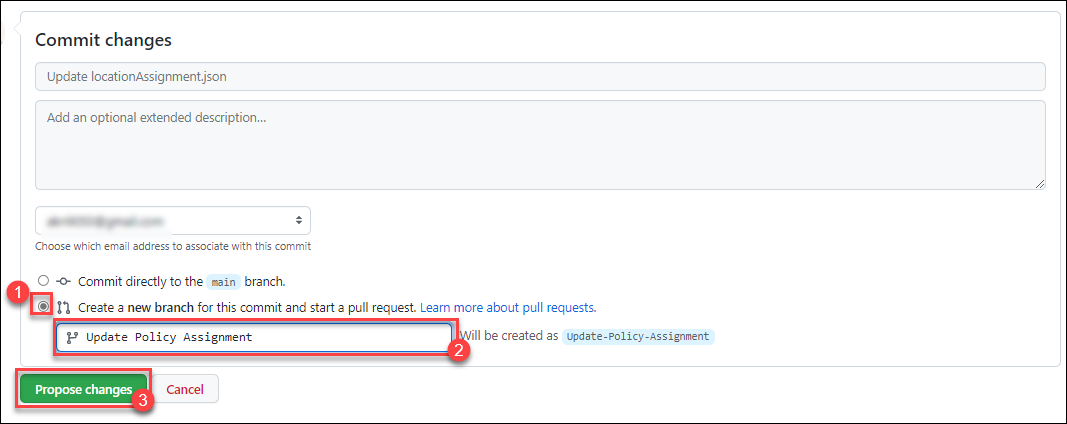 Commit changes
Update locationAssignment.json
Add an optional extended description...
Choose which email address to associate with this commit
Commit directly to the main branch.
1
Create a new branch for this commit and start a pull request. Learn more about pull requests.
Update Policy Assignment
Will be created as Update-Policy-Assignment
2
Propose changes
3
Cancel